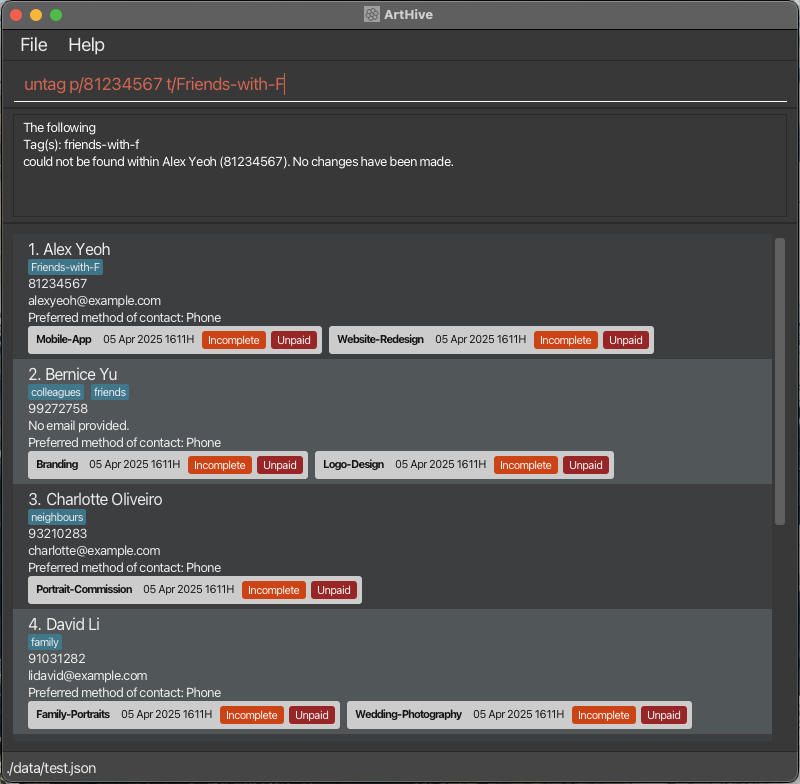 ArtHive
File Help
untag p/81234567 t/Friends-with-F
The following
Tag(s): friends-with-f
could not be found within Alex Yeoh (81234567). No changes have been made.
1. Alex Yeoh
Friends-with-F
81234567
alexyeoh@example.com
Preferred method of contact: Phone
Mobile-App 05 Apr 2025 1611H Incomplete Unpaid Website-Redesign 05 Apr 2025 1611H Incomplete Unpaid
2. Bernice Yu
colleagues friends
99272758
No email provided.
Preferred method of contact: Phone
Branding 05 Apr 2025 1611H Incomplete Unpaid Logo-Design 05 Apr 2025 1611H Incomplete Unpaid
3. Charlotte Oliveiro
neighbours
93210283
charlotte@example.com
Preferred method of contact: Phone
Portrait-Commission 05 Apr 2025 1611H Incomplete Unpaid
4. David Li
family
91031282
lidavid@example.com
Preferred method of contact: Phone
Family-Portraits 05 Apr 2025 1611H Incomplete Unpaid Wedding-Photography 05 Apr 2025 1611H Incomplete Unpaid
./data/test.json